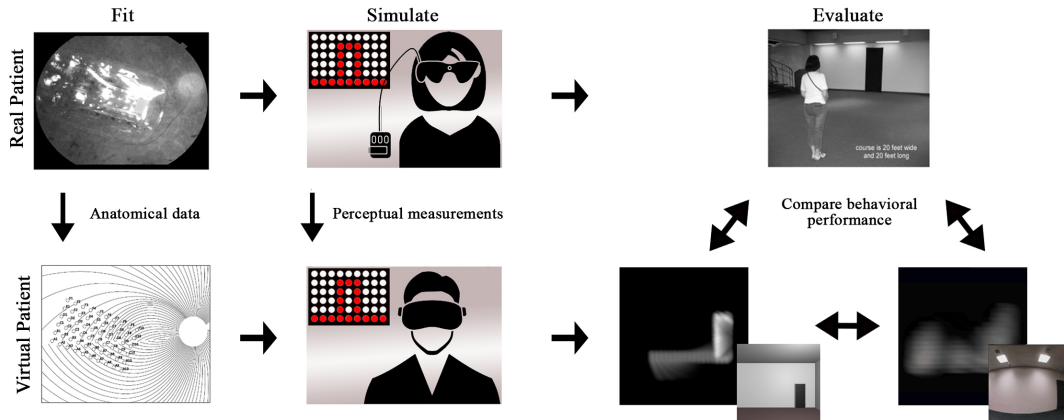 Fit
Simulate
Evaluate
Real Patient
course is 20 feet wide
and 20 feet long
Anatomical data
Perceptual measurements
Compare behavioral
performance
Virtual Patient